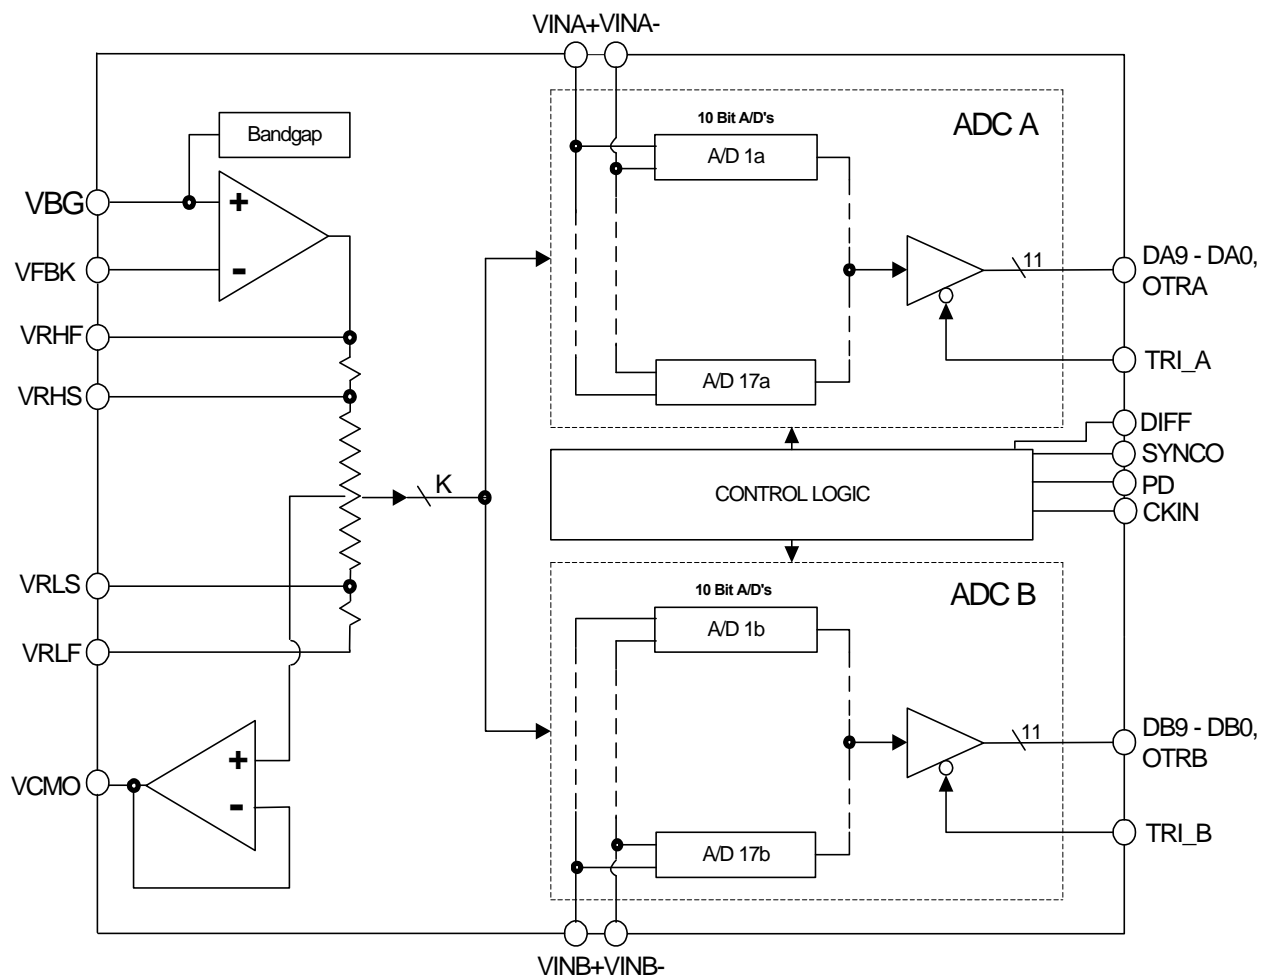 VINA+VINA-
Bandgap
VBG
+
VFBK
-
VRHF
VRHS
VRLS
VRLF
+
VCMO
-
K
10 Bit A/D's
ADC A
A/D 1a
A/D 17a
11
DA9 - DA0,
OTRA
TRI_A
DIFF
SYNCO
PD
CKIN
CONTROL LOGIC
10 Bit A/D's
ADC B
A/D 1b
A/D 17b
11
DB9 - DB0,
OTRB
TRI_B
VINB+VINB-